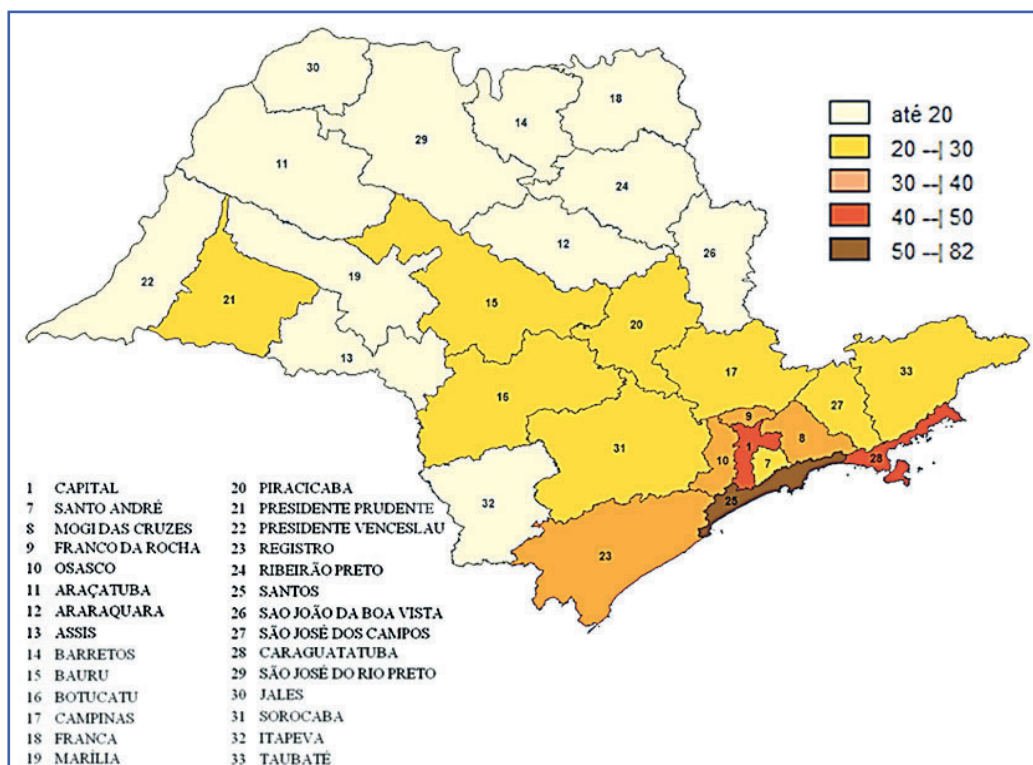 até 20
20 --| 30
30 --| 40
40 --| 50
50 --| 82
30
18
14
29
11
24
12
26
22
19
21
15
20
13
17
33
16
27
9
8
1
31
10
7
28
25
32
23
1 CAPITAL
7 SANTO ANDRÉ
8 MOGI DAS CRUZES
9 FRANCO DA ROCHA
10 OSASCO
11 ARAÇATUBA
12 ARARAQUARA
13 ASSIS
14 BARRETOS
15 BAURU
16 BOTUCATU
17 CAMPINAS
18 FRANCA
19 MARÍLIA
20 PIRACICABA
21 PRESIDENTE PRUDENTE
22 PRESIDENTE VENCESLAU
23 REGISTRO
24 RIBEIRÃO PRETO
25 SANTOS
26 SAO JOÃO DA BOA VISTA
27 SÃO JOSÉ DOS CAMPOS
28 CARAGUATATUBA
29 SÃO JOSÉ DO RIO PRETO
30 JALES
31 SOROCABA
32 ITAPEVA
33 TAUBATÉ